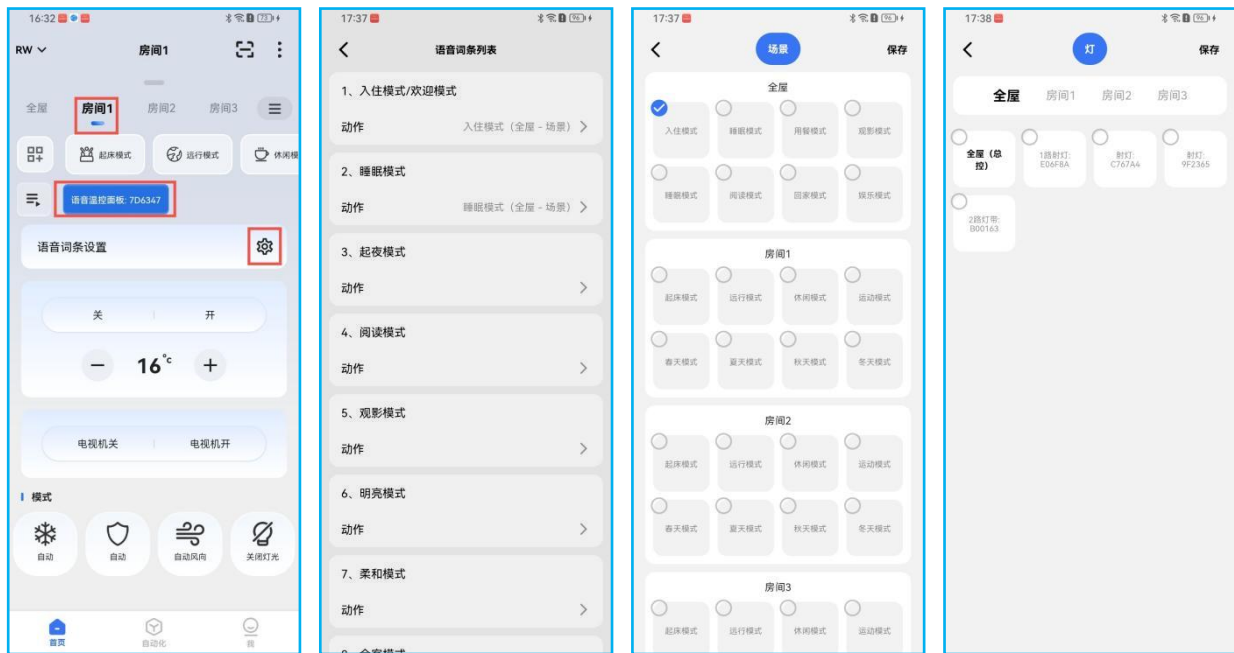 16:32
73
RW
房间1
全屋 房间1 房间2 房间3
起床模式 远行模式 休闲模
语音温控面板: 7D6347
语音词条设置
关 开
16°c
电视机关 电视机开
模式
自动 自动 自动风向 关闭灯光
首页 自动化 我
17:37
96
语音词条列表
1、入住模式/欢迎模式
动作 入住模式（全屋 – 场景）
2、睡眠模式
动作 睡眠模式（全屋 – 场景）
3、起夜模式
动作
4、阅读模式
动作
5、观影模式
动作
6、明亮模式
动作
7、柔和模式
动作
17:37
96
场景 保存
全屋
入住模式 睡眠模式 用餐模式 观影模式
睡眠模式 阅读模式 回家模式 娱乐模式
房间1
起床模式 远行模式 休闲模式 运动模式
春天模式 夏天模式 秋天模式 冬天模式
房间2
起床模式 远行模式 休闲模式 运动模式
春天模式 夏天模式 秋天模式 冬天模式
房间3
起床模式 远行模式 休闲模式 运动模式
17:38
96
灯 保存
全屋 房间1 房间2 房间3
全屋（总
控）
1路射灯:
E06F8A
射灯:
C767A4
射灯:
9F2365
2路灯带:
B00163